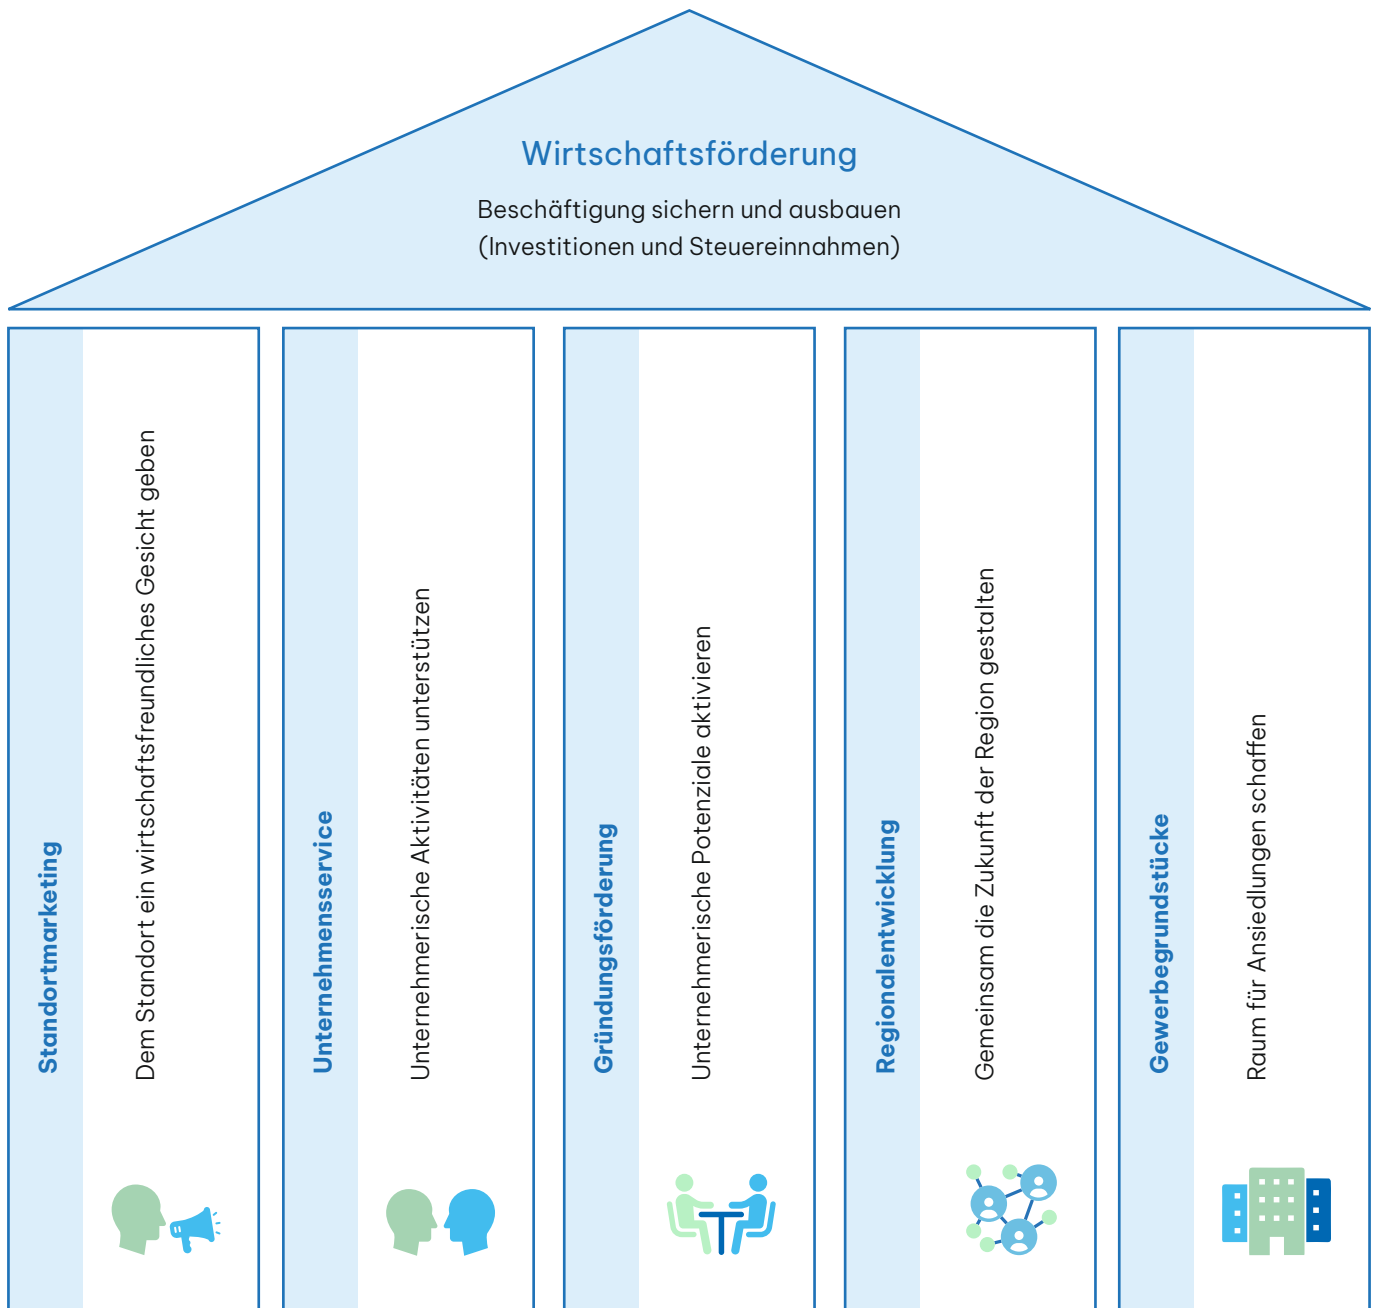 Wirtschaftsförderung
Beschäftigung sichern und ausbauen
(Investitionen und Steuereinnahmen)
Standortmarketing
Dem Standort ein wirtschaftsfreundliches Gesicht geben
Unternehmensservice
Unternehmerische Aktivitäten unterstützen
Gründungsförderung
Unternehmerische Potenziale aktivieren
Regionalentwicklung
Gemeinsam die Zukunft der Region gestalten
Gewerbegrundstücke
Raum für Ansiedlungen schaffen